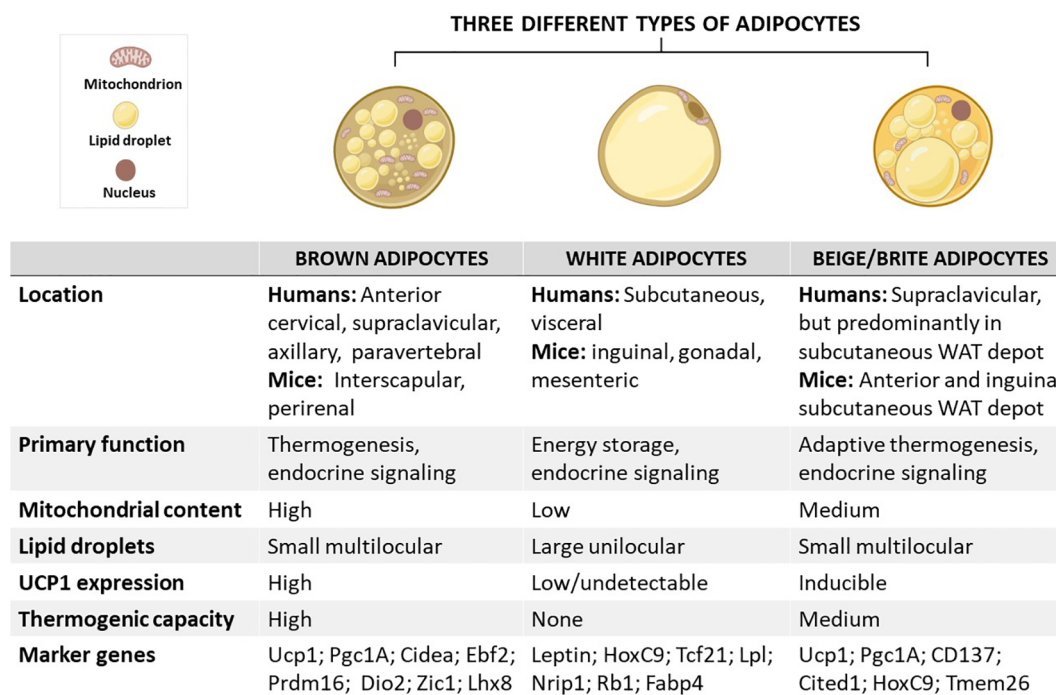 THREE DIFFERENT TYPES OF ADIPOCYTES
Mitochondrion
Lipid droplet
Nucleus
BROWN ADIPOCYTES WHITE ADIPOCYTES BEIGE/BRITE ADIPOCYTES
Location
Humans: Anterior
cervical, supraclavicular,
axillary, paravertebral
Mice: Interscapular,
perirenal
Humans: Subcutaneous,
visceral
Mice: inguinal, gonadal,
mesenteric
Humans: Supraclavicular,
but predominantly in
subcutaneous WAT depot
Mice: Anterior and inguina
subcutaneous WAT depot
Primary function
Thermogenesis,
endocrine signaling
Energy storage,
endocrine signaling
Adaptive thermogenesis,
endocrine signaling
Mitochondrial content High Low Medium
Lipid droplets Small multilocular Large unilocular Small multilocular
UCP1 expression High Low/undetectable Inducible
Thermogenic capacity High None Medium
Marker genes
Ucp1; Pgc1A; Cidea; Ebf2;
Prdm16; Dio2; Zic1; Lhx8
Leptin; HoxC9; Tcf21; Lpl;
Nrip1; Rb1; Fabp4
Ucp1; Pgc1A; CD137;
Cited1; HoxC9; Tmem26